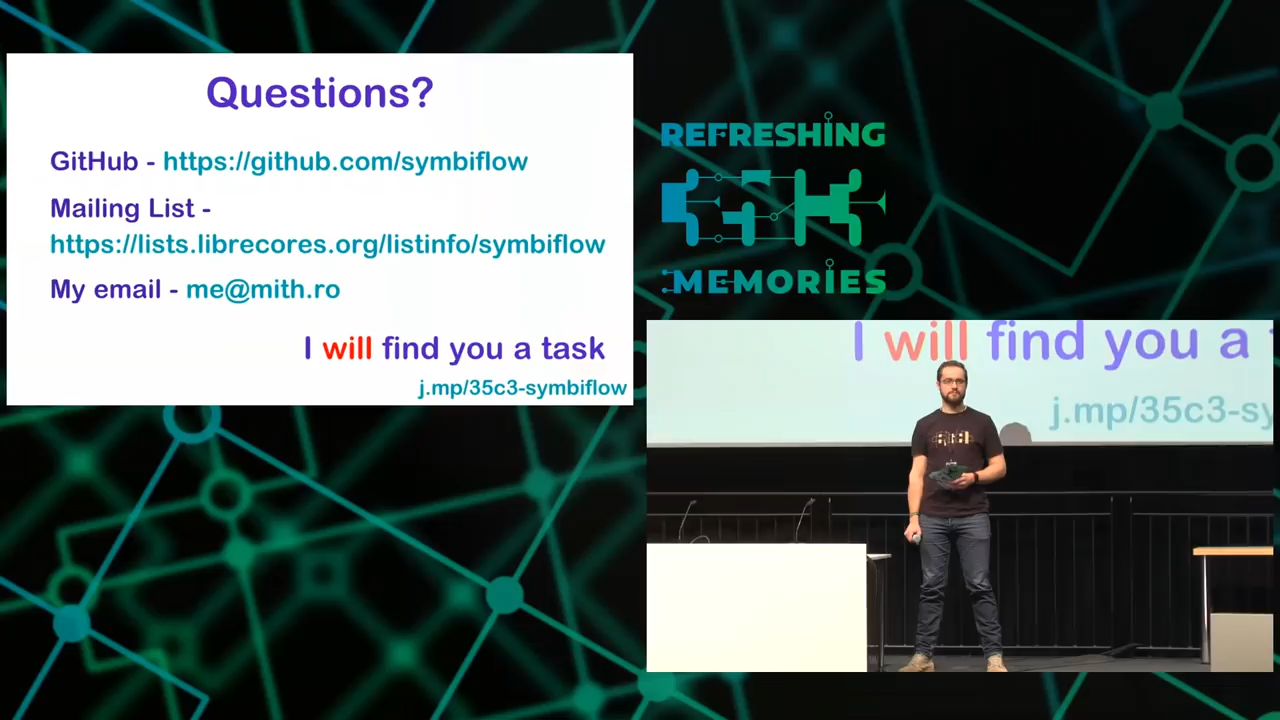 Questions?
GitHub - https://github.com/symbiflow
Mailing List -
https://lists.librecores.org/listinfo/symbiflow
My email - me@mith.ro
I will find you a task
j.mp/35c3-symbiflow
REFRESHING
35C3
MEMORIES
I will find you a
j.mp/35c3-sy